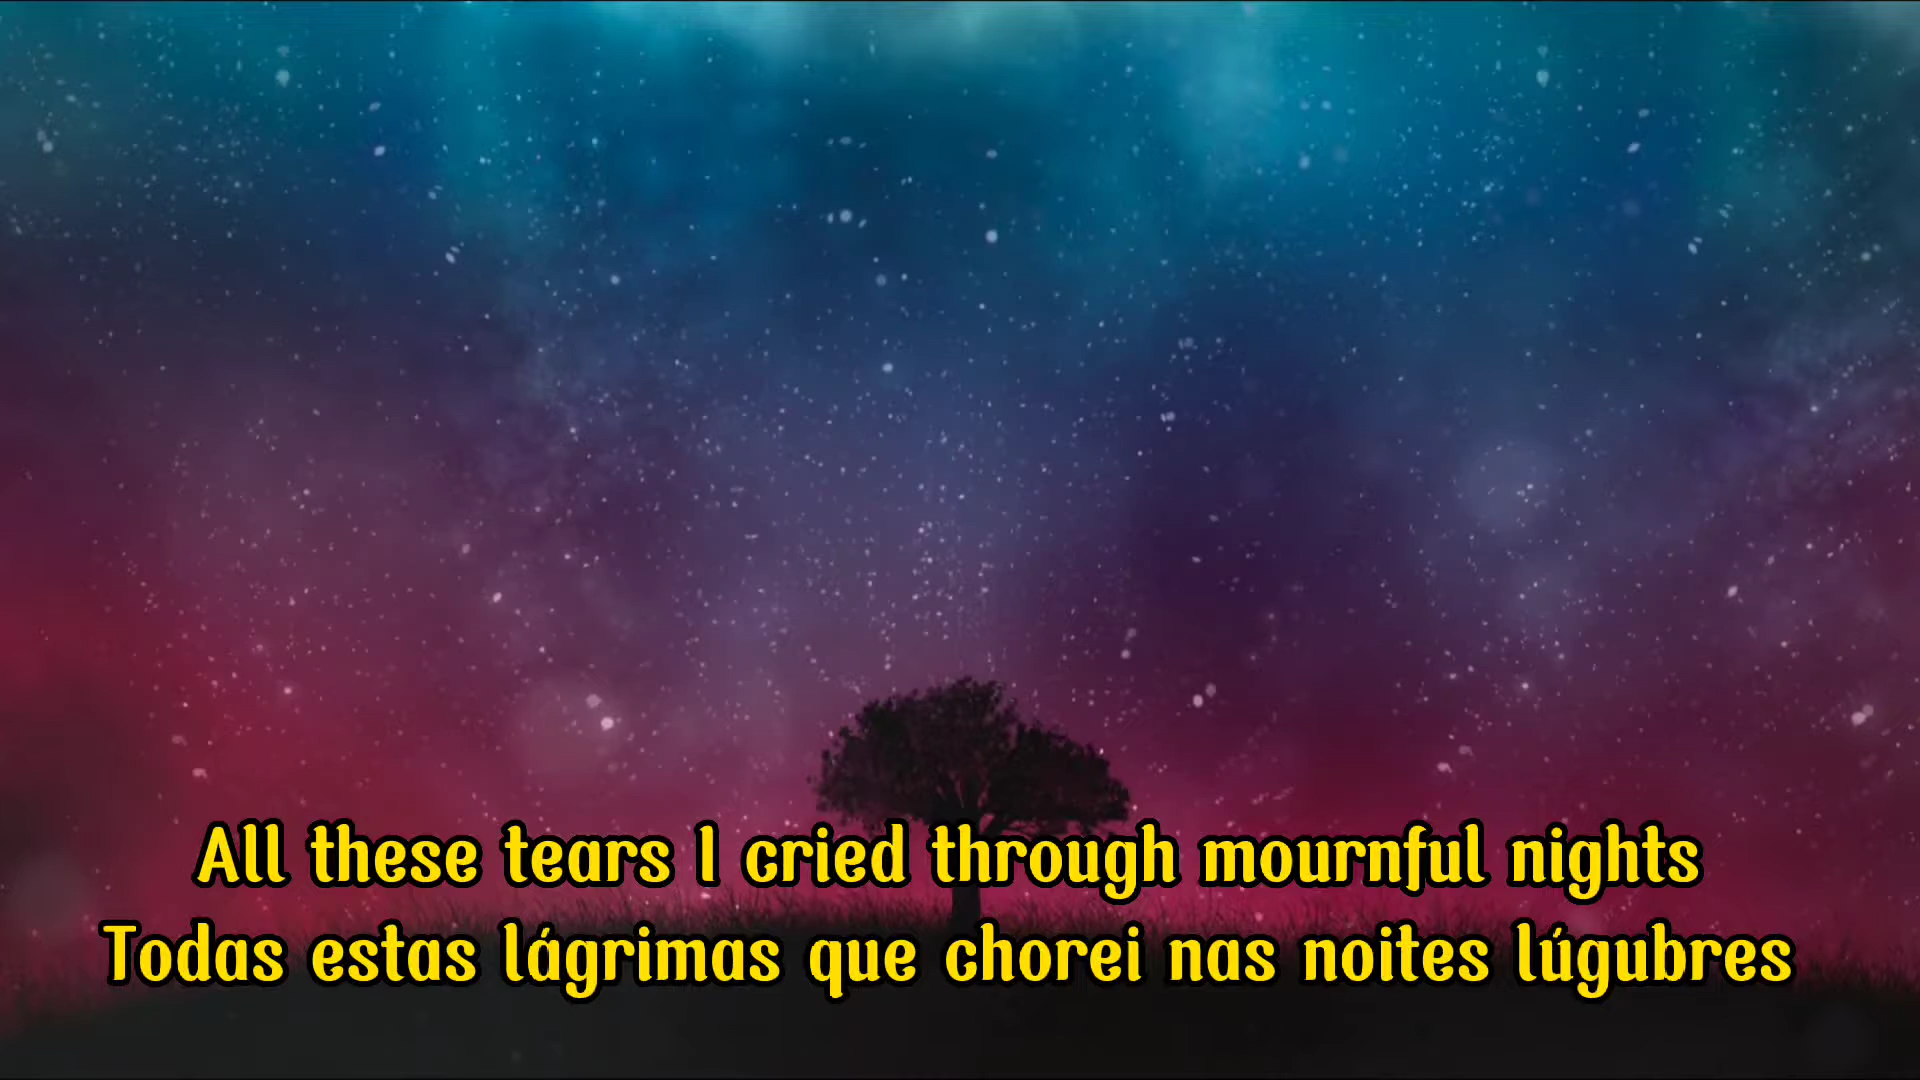 All these tears I cried through mournful nights
Todas estas lágrimas que chorei nas noites lúgubres